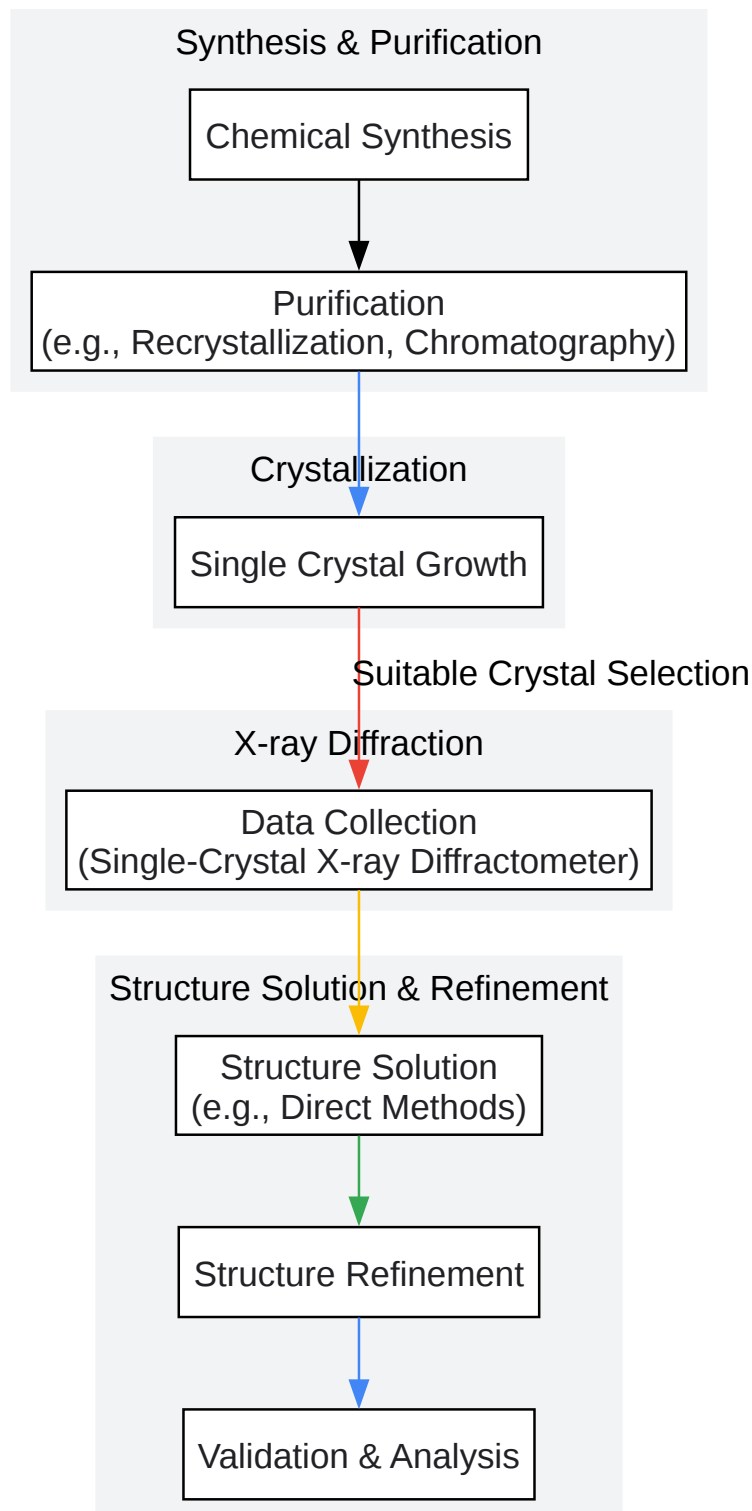 Synthesis & Purification
Chemical Synthesis
Purification
(e.g., Recrystallization, Chromatography)
Crystallization
Single Crystal Growth
Suitable Crystal Selection
X-ray Diffraction
Data Collection
(Single-Crystal X-ray Diffractometer)
Structure Solution & Refinement
Structure Solution
(e.g., Direct Methods)
Structure Refinement
Validation & Analysis